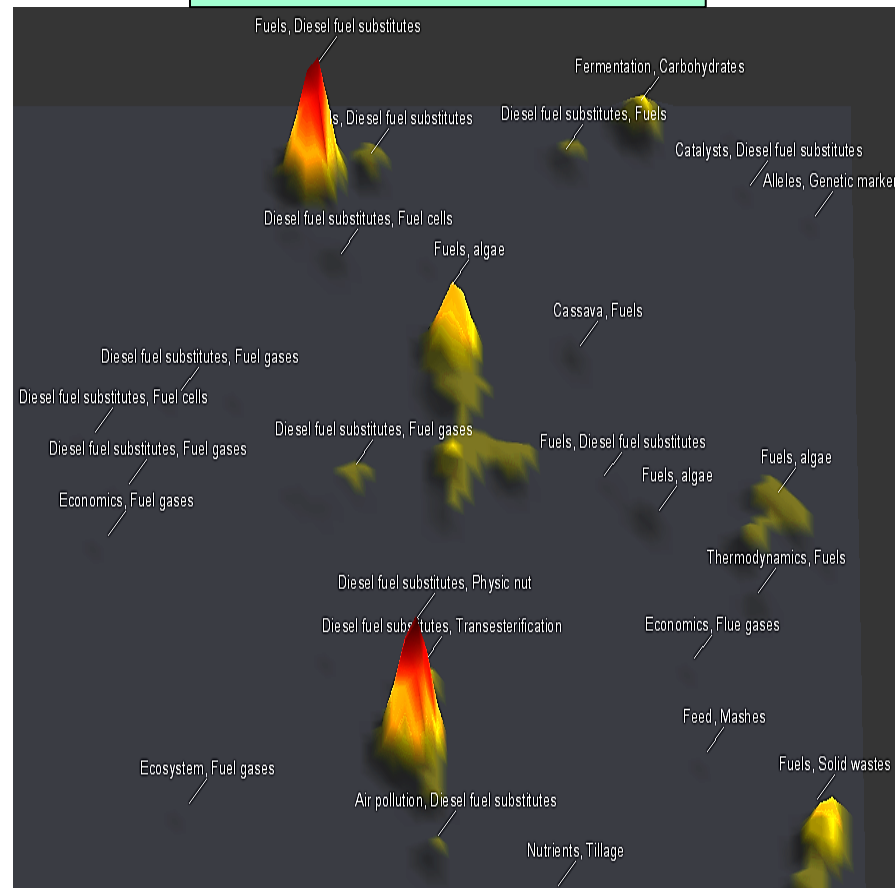 Fuels, Diesel fuel substitutes
Fermentation, Carbohydrates
ls, Diesel fuel substitutes
Diesel fuel substitutes, Fuels
Catalysts, Diesel fuel substitutes
Alleles, Genetic marker
Diesel fuel substitutes, Fuel cells
Fuels, algae
Cassava, Fuels
Diesel fuel substitutes, Fuel gases
Diesel fuel substitutes, Fuel cells
Diesel fuel substitutes, Fuel gases
Fuels, Diesel fuel substitutes
Diesel fuel substitutes, Fuel gases
Fuels, algae
Fuels, algae
Economics, Fuel gases
Thermodynamics, Fuels
Diesel fuel substitutes, Physic nut
Diesel fuel substitutes, Transesterification
Economics, Flue gases
Feed, Mashes
Fuels, Solid wastes
Ecosystem, Fuel gases
Air pollution, Diesel fuel substitutes
Nutrients, Tillage